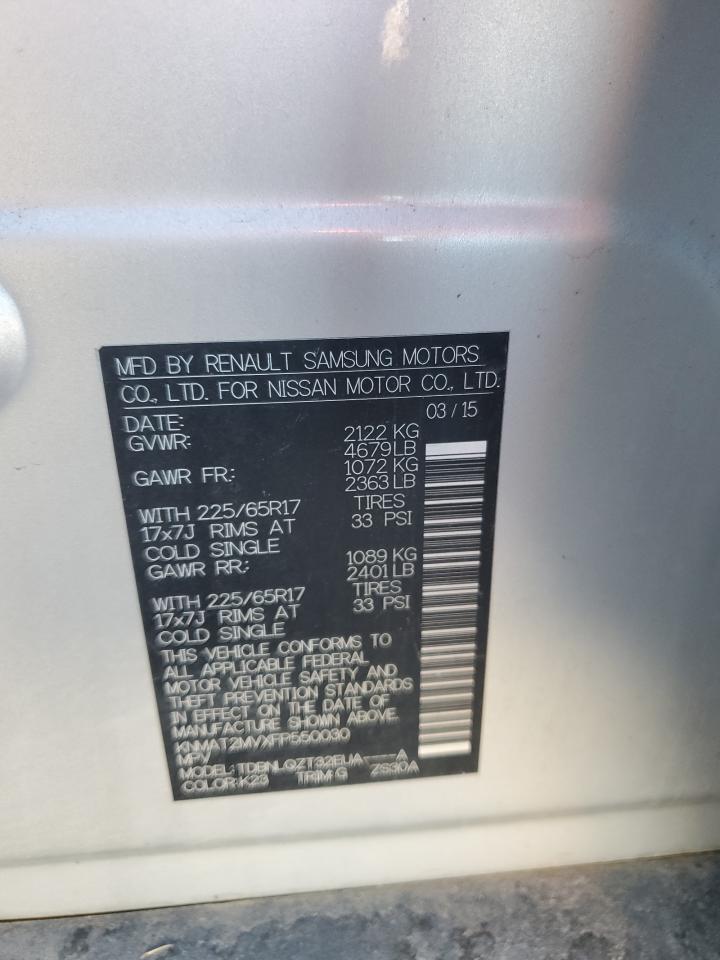 MFD BY RENAULT SAMSUNG MOTORS
CO., LTD. FOR NISSAN MOTOR CO., LTD.
DATE: 03 / 15
GVWR: 2122 KG
4679 LB
GAWR FR.: 1072 KG
2363 LB
WITH 225/65R17 TIRES
17x7J RIMS AT 33 PSI
COLD SINGLE
GAWR RR.: 1089 KG
2401 LB
WITH 225/65R17 TIRES
17x7J RIMS AT 33 PSI
COLD SINGLE
THIS VEHICLE CONFORMS TO
ALL APPLICABLE FEDERAL
MOTOR VEHICLE SAFETY AND
THEFT PREVENTION STANDARDS
IN EFFECT ON THE DATE OF
MANUFACTURE SHOWN ABOVE.
KNMAT2MVXFP550030
MPV
MODEL: TDBNLQZT32EUA----A
COLOR:K23 TRIM:G ZS30A